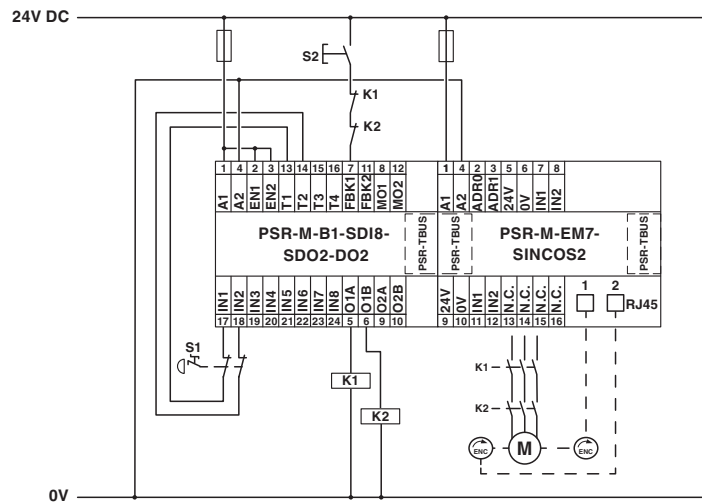 24V DC
S2
K1
K2
1 4 2 3 13 14 15 16 7 11 8 12
A1 A2 EN1 EN2 T1 T2 T3 T4 FBK1 FBK2 MO1 MO2
1 4 2 3 5 6 7 8
A1 A2 ADR0 ADR1 24V 0V IN1 IN2
PSR-M-B1-SDI8-
SDO2-DO2
PSR-TBUS
PSR-TBUS
PSR-M-EM7-
SINCOS2
PSR-TBUS
IN1 IN2 IN3 IN4 IN5 IN6 IN7 IN8 O1A O1B O2A O2B
17 18 19 20 21 22 23 24 5 6 9 10
24V 0V IN1 IN2 N.C. N.C. N.C. N.C.
9 10 11 12 13 14 15 16
1 2
RJ45
S1
K1
K2
K1
K2
ENC
M
ENC
0V